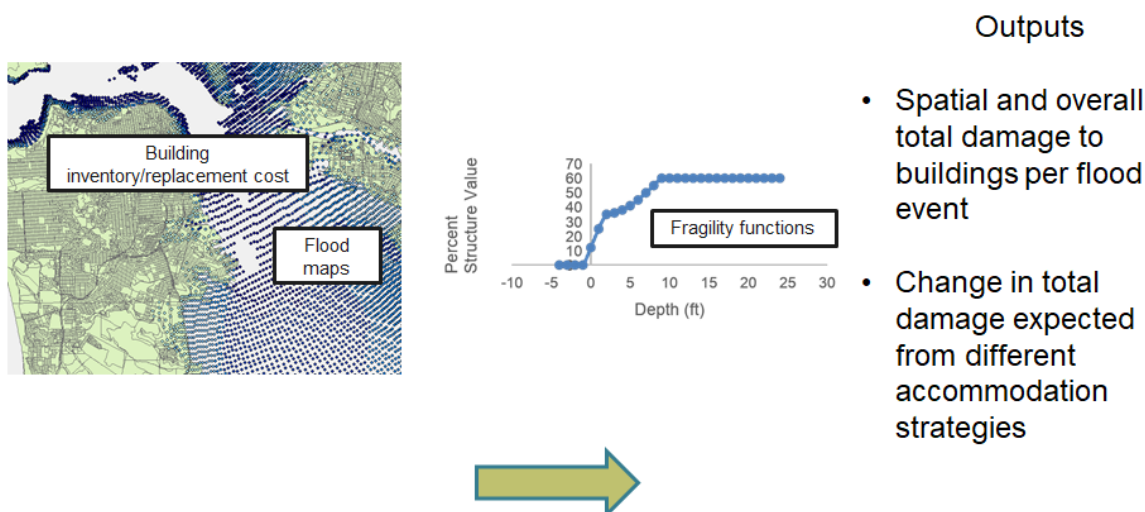 Outputs
Building
inventory/replacement cost
Flood
maps
Percent
Structure Value
70
60
50
40
30
20
10
-10
-5
0
5
10
15
20
25
30
Depth (ft)
Fragility functions
• Spatial and overall
total damage to
buildings per flood
event
• Change in total
damage expected
from different
accommodation
strategies